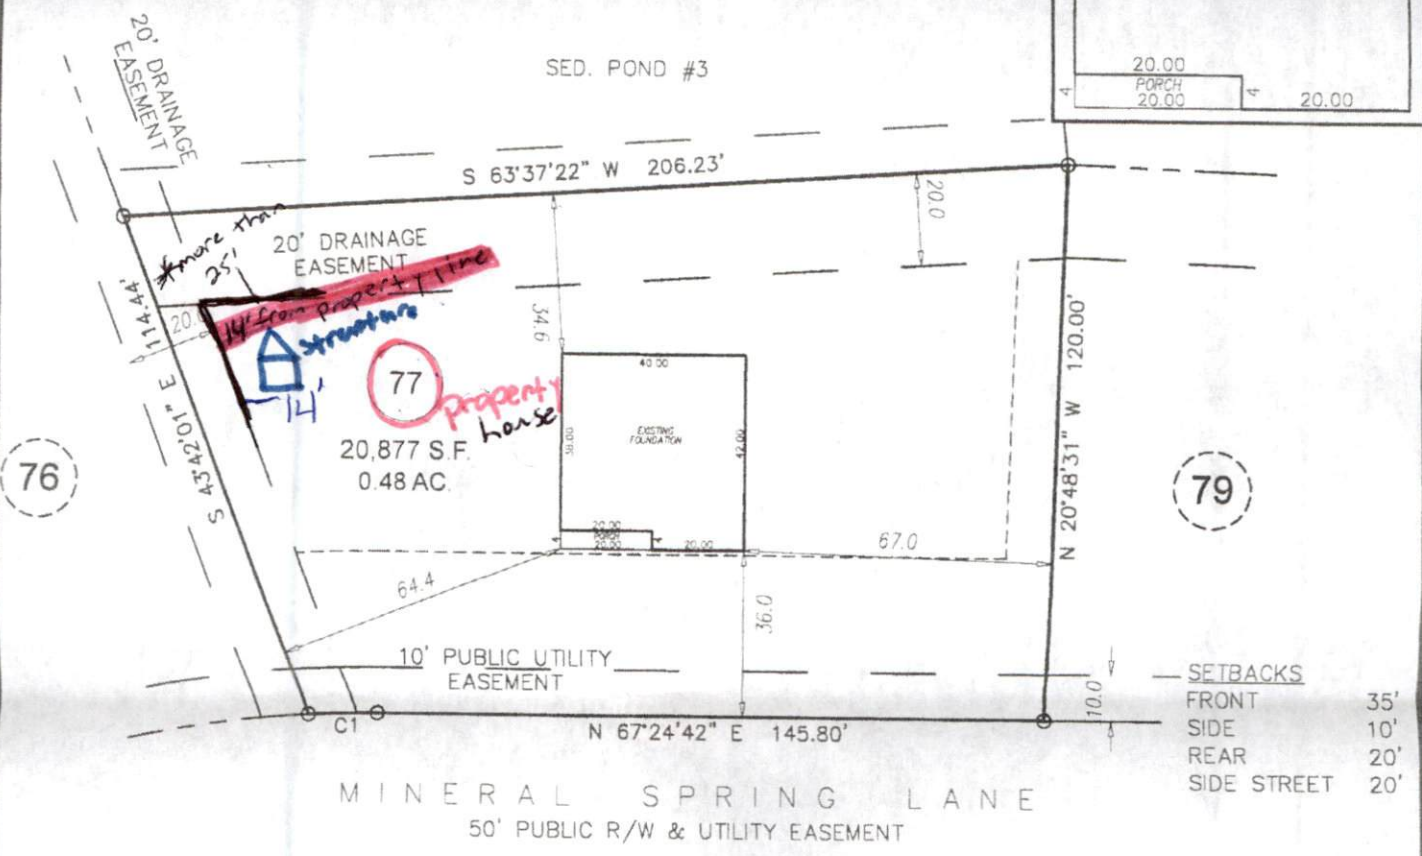 20' DRAINAGE
EASEMENT
SED. POND #3
20.00
PORCH
20.00
4
4
20.00
S 63°37'22" W 206.23'
20.0
*more than
25'
20' DRAINAGE
EASEMENT
14' from property line
20.0
structure
14'
114.44'
S 43°42'01" E
34.6
77
property
house
20,877 S.F.
0.48 AC.
40.00
EXISTING
FOUNDATION
38.00
42.00
20.00
PORCH
20.00
20.00
76
79
N 20°48'31" W 120.00'
67.0
64.4
36.0
10' PUBLIC UTILITY
EASEMENT
10.0
C1
N 67°24'42" E 145.80'
SETBACKS
FRONT 35'
SIDE 10'
REAR 20'
SIDE STREET 20'
MINERAL SPRING LANE
50' PUBLIC R/W & UTILITY EASEMENT